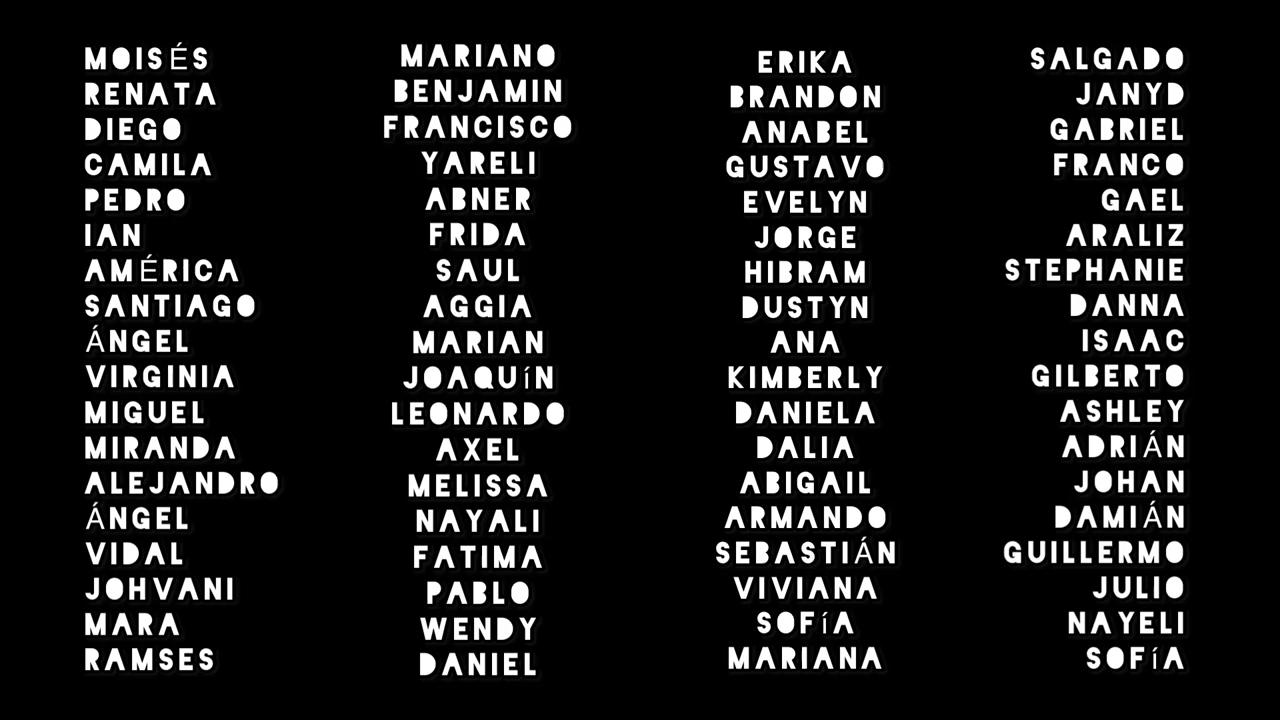 MOISÉS
RENATA
DIEGO
CAMILA
PEDRO
IAN
AMÉRICA
SANTIAGO
ÁNGEL
VIRGINIA
MIGUEL
MIRANDA
ALEJANDRO
ÁNGEL
VIDAL
JOHVANI
MARA
RAMSES
MARIANO
BENJAMIN
FRANCISCO
YARELI
ABNER
FRIDA
SAUL
AGGIA
MARIAN
JOAQUíN
LEONARDO
AXEL
MELISSA
NAYALI
FATIMA
PABLO
WENDY
DANIEL
ERIKA
BRANDON
ANABEL
GUSTAVO
EVELYN
JORGE
HIBRAM
DUSTYN
ANA
KIMBERLY
DANIELA
DALIA
ABIGAIL
ARMANDO
SEBASTIÁN
VIVIANA
SOFíA
MARIANA
SALGADO
JANYD
GABRIEL
FRANCO
GAEL
ARALIZ
STEPHANIE
DANNA
ISAAC
GILBERTO
ASHLEY
ADRIÁN
JOHAN
DAMIÁN
GUILLERMO
JULIO
NAYELI
SOFíA